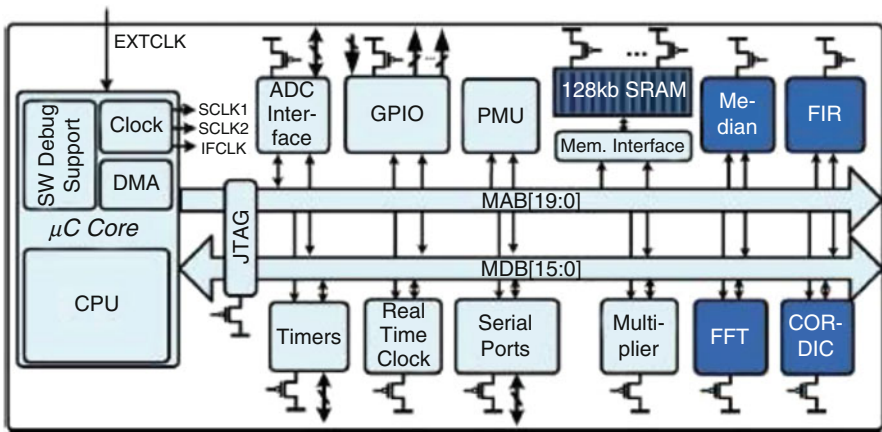 EXTCLK
SW Debug
Support
Clock
SCLK1
SCLK2
IFCLK
DMA
µC Core
CPU
JTAG
ADC
Inter-
face
GPIO
PMU
...
128kb SRAM
Mem. Interface
Me-
dian
FIR
MAB[19:0]
MDB[15:0]
Timers
Real
Time
Clock
Serial
Ports
Multi-
plier
FFT
COR-
DIC